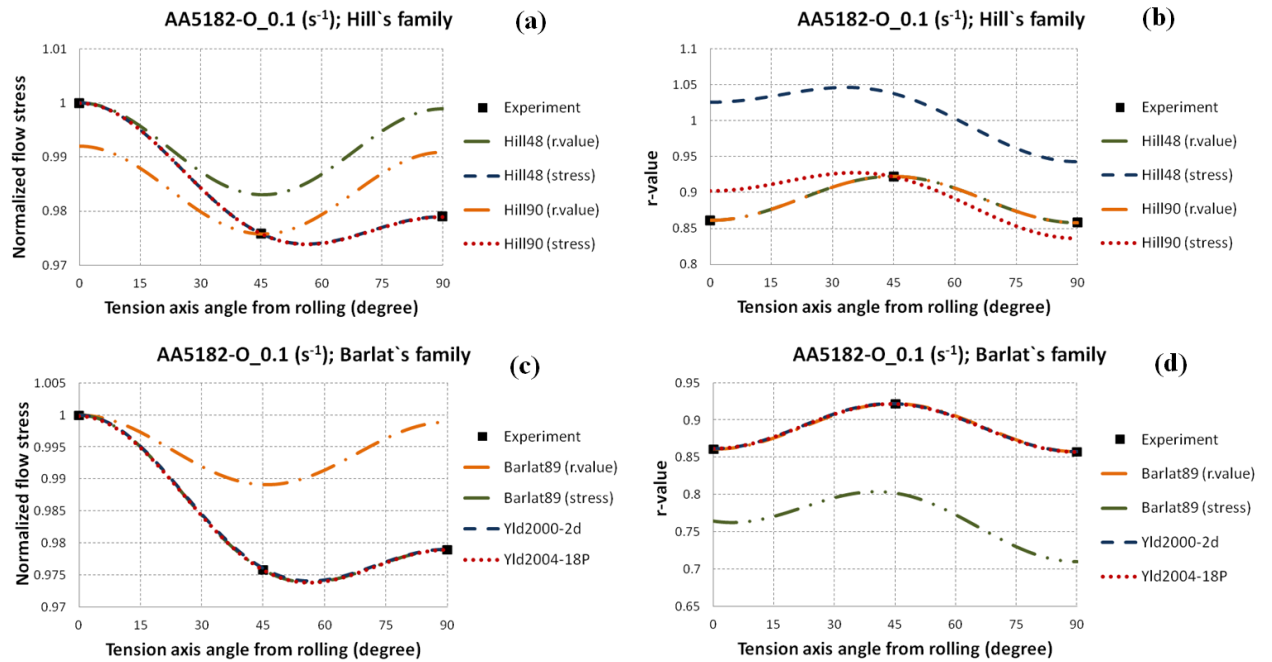 AA5182-O_0.1 (s-1); Hill`s family
(a)
Normalized flow stress
1.01
1
0.99
0.98
0.97
0
15
30
45
60
75
90
Tension axis angle from rolling (degree)
Experiment
Hill48 (r.value)
Hill48 (stress)
Hill90 (r.value)
Hill90 (stress)
AA5182-O_0.1 (s-1); Hill`s family
(b)
r-value
1.1
1.05
1
0.95
0.9
0.85
0.8
0
15
30
45
60
75
90
Tension axis angle from rolling (degree)
Experiment
Hill48 (r.value)
Hill48 (stress)
Hill90 (r.value)
Hill90 (stress)
AA5182-O_0.1 (s-1); Barlat`s family
(c)
Normalized flow stress
1.005
1
0.995
0.99
0.985
0.98
0.975
0.97
0
15
30
45
60
75
90
Tension axis angle from rolling (degree)
Experiment
Barlat89 (r.value)
Barlat89 (stress)
Yld2000-2d
Yld2004-18P
AA5182-O_0.1 (s-1); Barlat`s family
(d)
r-value
0.95
0.9
0.85
0.8
0.75
0.7
0.65
0
15
30
45
60
75
90
Tension axis angle from rolling (degree)
Experiment
Barlat89 (r.value)
Barlat89 (stress)
Yld2000-2d
Yld2004-18P